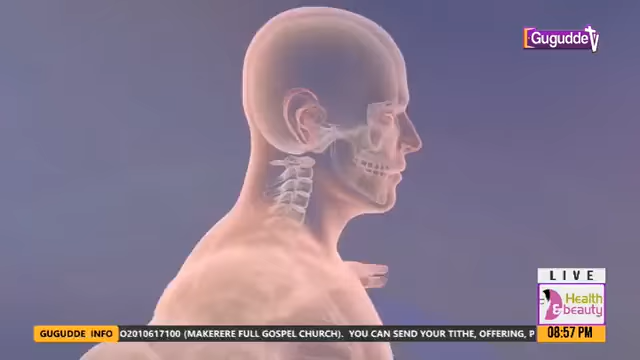 Gugudde tv
LIVE
Health
& beauty
GUGUDDE INFO
O2010617100 (MAKERERE FULL GOSPEL CHURCH). YOU CAN SEND YOUR TITHE, OFFERING, P
08:57 PM